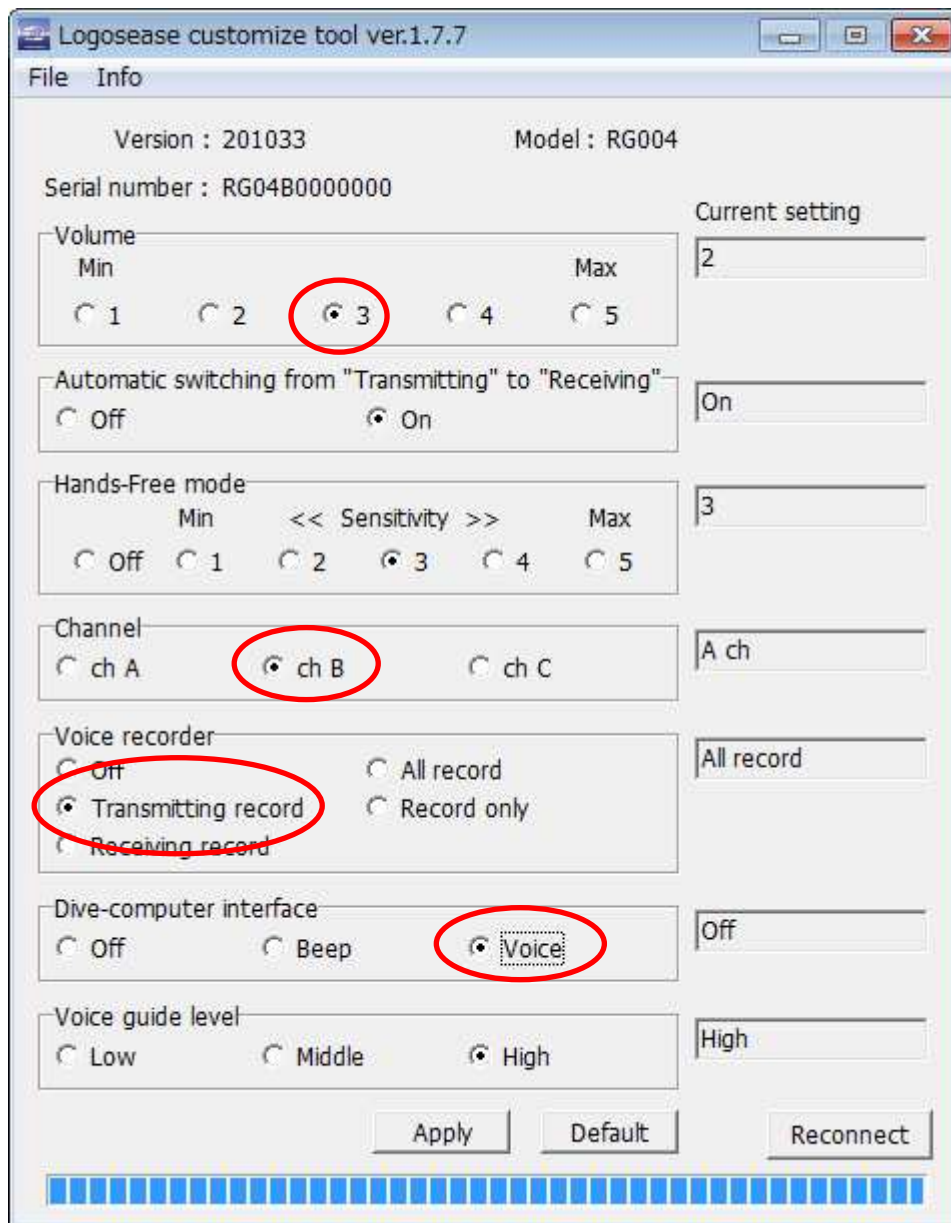 Logosease customize tool ver.1.7.7
File Info
Version : 201033 Model : RG004
Serial number : RG04B0000000
Current setting
Volume
Min Max
1 2 3 4 5
2
Automatic switching from "Transmitting" to "Receiving"
Off On
On
Hands-Free mode
Min << Sensitivity >> Max
Off 1 2 3 4 5
3
Channel
ch A ch B ch C
A ch
Voice recorder
Off All record
Transmitting record Record only
Receiving record
All record
Dive-computer interface
Off Beep Voice
Off
Voice guide level
Low Middle High
High
Apply Default Reconnect